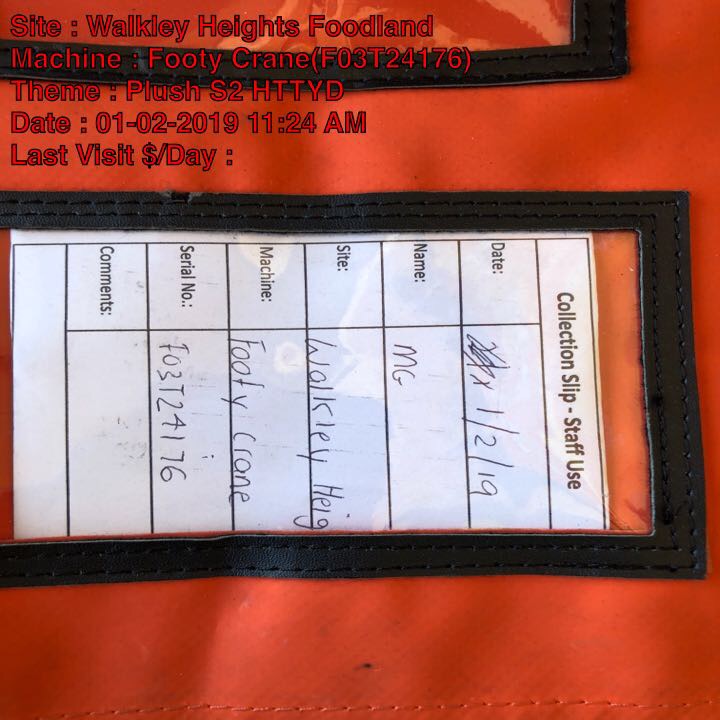 Site : Walkley Heights Foodland
Machine : Footy Crane(F03T24176)
Theme : Plush S2 HTTYD
Date : 01-02-2019 11:24 AM
Last Visit $/Day :
Collection Slip - Staff Use
Date: 1/2/19
Name: MG
Site: Walkley Heig
Machine: Footy Crane
Serial No.: F03T24176
Comments: